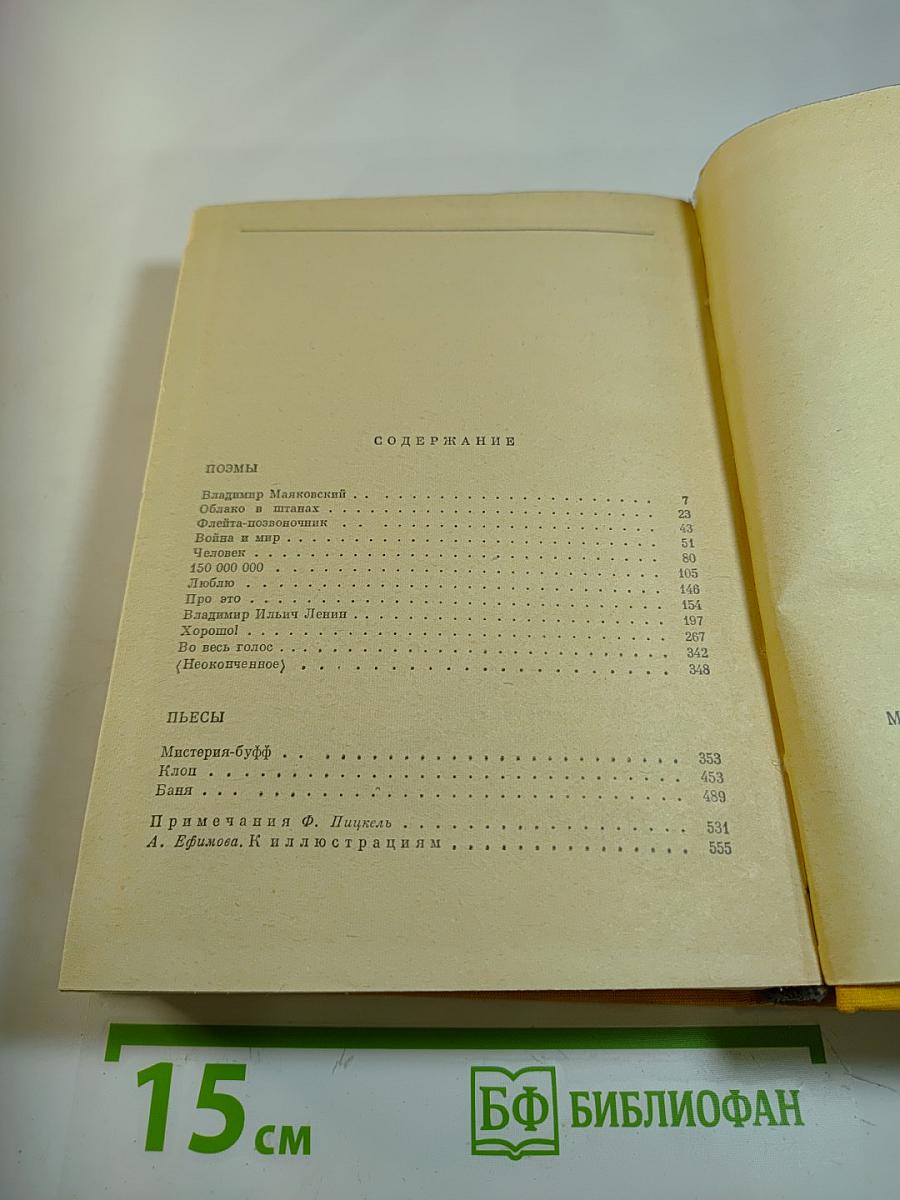 СОДЕРЖАНИЕ
ПОЭМЫ
Владимир Маяковский . . . . . . . . . . . . . . . . . . . . 7
Облако в штанах . . . . . . . . . . . . . . . . . . . . 23
Флейта-позвоночник . . . . . . . . . . . . . . . . . . . . 43
Война и мир . . . . . . . . . . . . . . . . . . . . 51
Человек . . . . . . . . . . . . . . . . . . . . 80
150 000 000 . . . . . . . . . . . . . . . . . . . . 105
Люблю . . . . . . . . . . . . . . . . . . . . 146
Про это . . . . . . . . . . . . . . . . . . . . 154
Владимир Ильич Ленин . . . . . . . . . . . . . . . . . . . . 197
Хорошо! . . . . . . . . . . . . . . . . . . . . 267
Во весь голос . . . . . . . . . . . . . . . . . . . . 342
〈Неоконченное〉 . . . . . . . . . . . . . . . . . . . . 348
ПЬЕСЫ
Мистерия-буфф . . . . . . . . . . . . . . . . . . . . 353
Клоп . . . . . . . . . . . . . . . . . . . . 453
Баня . . . . . . . . . . . . . . . . . . . . 489
Примечания Ф. Пицкель . . . . . . . . . . . . . . . . . . . . 531
А. Ефимова. К иллюстрациям . . . . . . . . . . . . . . . . . . . . 555
М
15 см
БФ БИБЛИОФАН